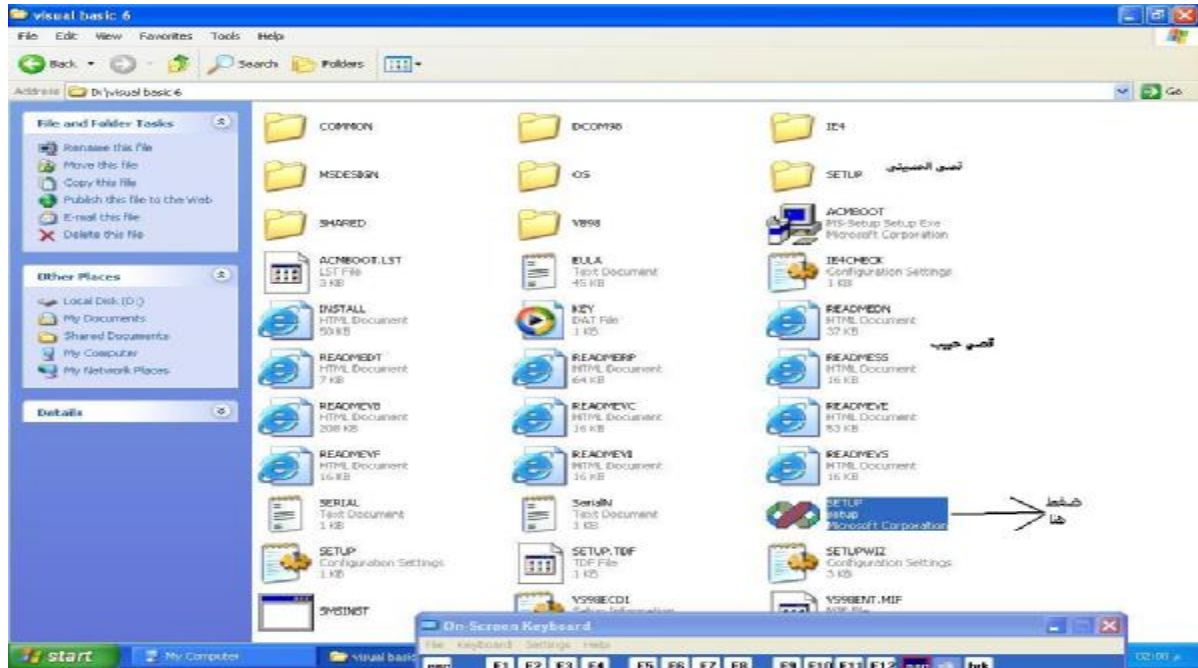 visual basic 6
File Edit View Favorites Tools Help
Back Search Folders
Address D:\visual basic 6 Go
File and Folder Tasks
Rename this file
Move this file
Copy this file
Publish this file to the Web
E-mail this file
Delete this file
Other Places
Local Disk (D:)
My Documents
Shared Documents
My Computer
My Network Places
Details
COMMON
DCOM98
IE4
MSDESIGN
OS
SETUP
SHARED
VB98
ACMBOOT
MS-Setup Setup Exe
Microsoft Corporation
ACMBOOT.LST
LST File
3 KB
EULA
Text Document
45 KB
IE4CHECK
Configuration Settings
1 KB
INSTALL
HTML Document
50 KB
KEY
DAT File
1 KB
READMEDN
HTML Document
37 KB
READMEDT
HTML Document
7 KB
READMERP
HTML Document
64 KB
READMESS
HTML Document
16 KB
READMEVB
HTML Document
208 KB
READMEVC
HTML Document
16 KB
READMEVE
HTML Document
53 KB
READMEVF
HTML Document
16 KB
READMEVI
HTML Document
16 KB
READMEVS
HTML Document
16 KB
SERIAL
Text Document
1 KB
SerialN
Text Document
1 KB
SETUP
setup
Microsoft Corporation
ضغط
هنا
SETUP
Configuration Settings
1 KB
SETUP.TDF
TDF File
1 KB
SETUPWIZ
Configuration Settings
3 KB
SMSINST
VS98ECD1
Setup Information
VS98ENT.MIF
MIF File
On-Screen Keyboard
File Keyboard Settings Help
F1 F2 F3 F4 F5 F6 F7 F8 F9 F10 F11 F12 psc brk
start My Computer visual basic
02:00 م